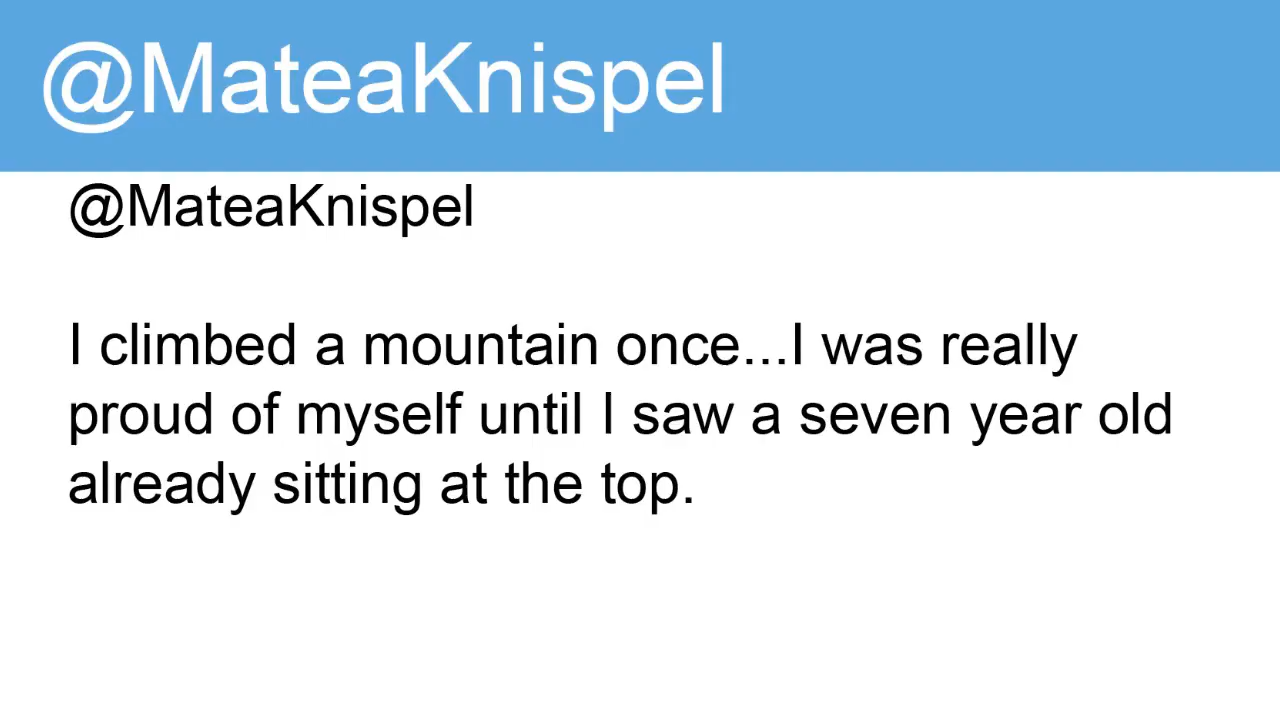 @MateaKnispel
@MateaKnispel
I climbed a mountain once...I was really
proud of myself until I saw a seven year old
already sitting at the top.